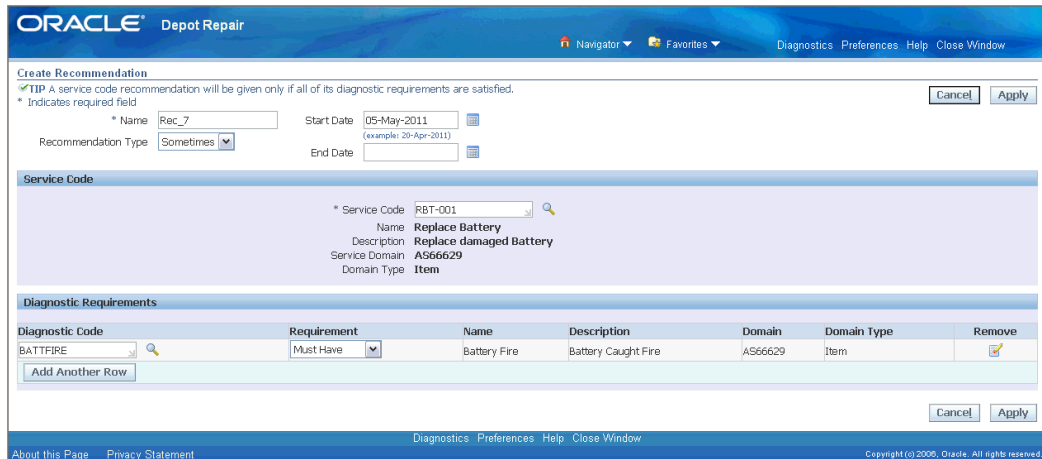 ORACLE® Depot Repair
Navigator Favorites Diagnostics Preferences Help Close Window
Create Recommendation
TIP A service code recommendation will be given only if all of its diagnostic requirements are satisfied.
* Indicates required field
Cancel Apply
* Name Rec_7 Start Date 05-May-2011
(example: 20-Apr-2011)
Recommendation Type Sometimes
End Date
Service Code
* Service Code RBT-001
Name Replace Battery
Description Replace damaged Battery
Service Domain AS66629
Domain Type Item
Diagnostic Requirements
Diagnostic Code Requirement Name Description Domain Domain Type Remove
BATTFIRE Must Have Battery Fire Battery Caught Fire AS66629 Item
Add Another Row
Cancel Apply
Diagnostics Preferences Help Close Window
About this Page Privacy Statement Copyright (c) 2006, Oracle. All rights reserved.